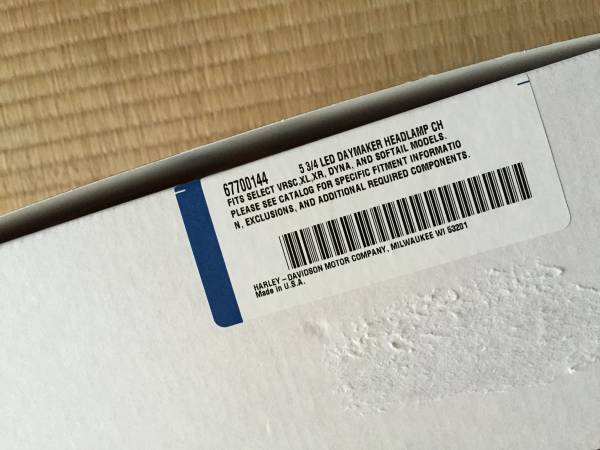 67700144 5 3/4 LED DAYMAKER HEADLAMP CH
FITS SELECT VRSC,XL,XR, DYNA, AND SOFTAIL MODELS.
PLEASE SEE CATALOG FOR SPECIFIC FITMENT INFORMATIO
N, EXCLUSIONS, AND ADDITIONAL REQUIRED COMPONENTS.
HARLEY-DAVIDSON MOTOR COMPANY, MILWAUKEE WI 53201
Made in U.S.A.